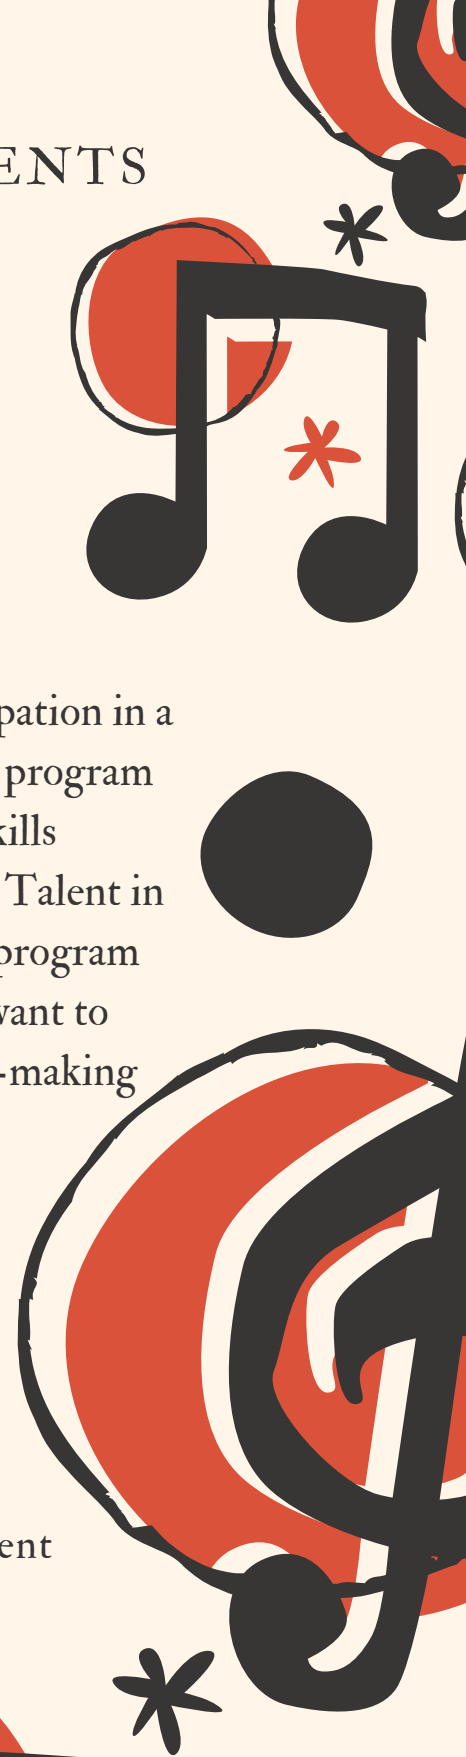 ENTS
pation in a
program
kills
Talent in
program
want to
-making
ent